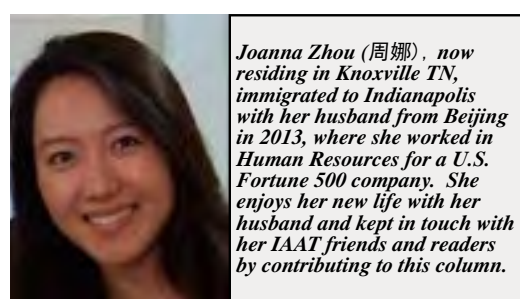 Joanna Zhou (周娜), now
residing in Knoxville TN,
immigrated to Indianapolis
with her husband from Beijing
in 2013, where she worked in
Human Resources for a U.S.
Fortune 500 company.  She
enjoys her new life with her
husband and kept in touch with
her IAAT friends and readers
by contributing to this column.